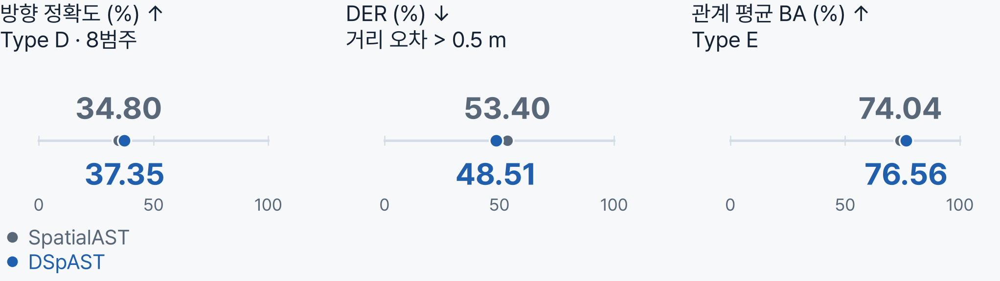 방향 정확도 (%) ↑
Type D · 8범주
34.80
37.35
0 50 100
DER (%) ↓
거리 오차 > 0.5 m
53.40
48.51
0 50 100
관계 평균 BA (%) ↑
Type E
74.04
76.56
0 50 100
SpatialAST
DSpAST